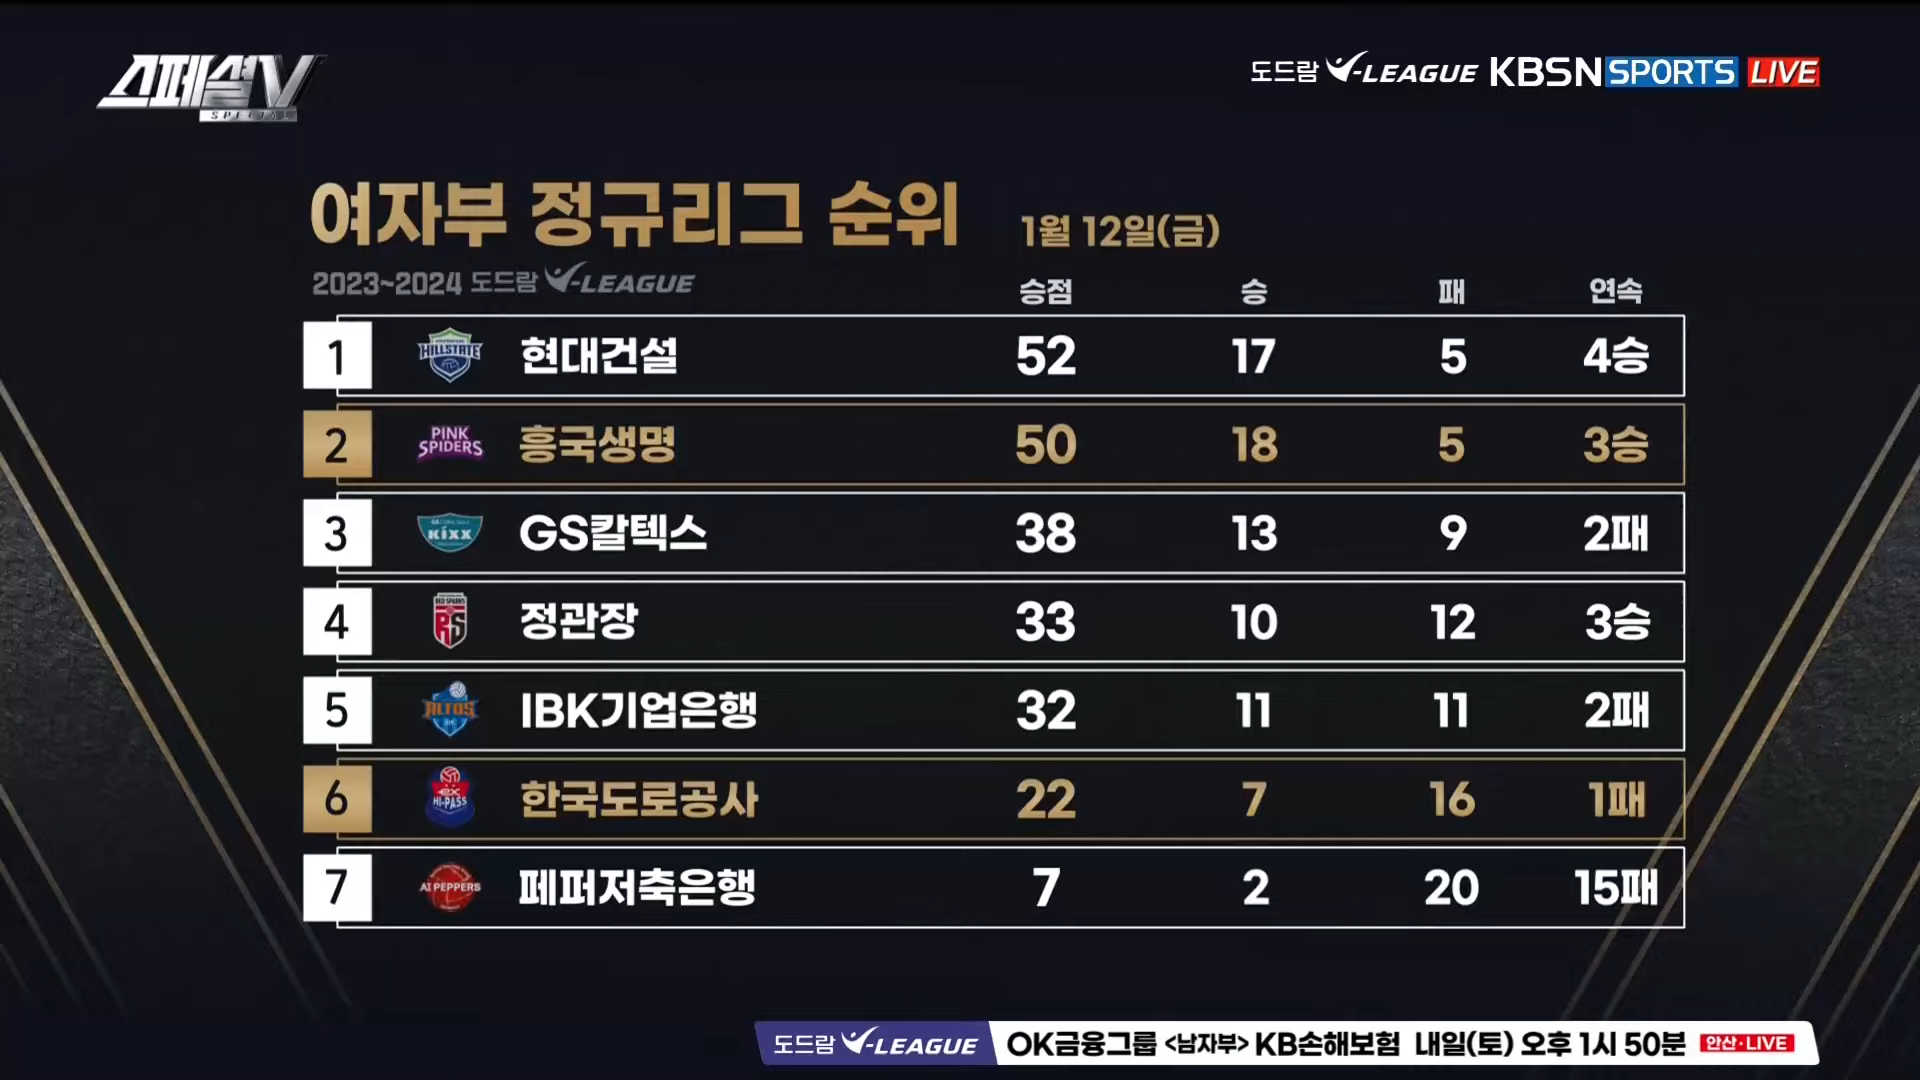 스페셜V
SPECIAL
도드람 V-LEAGUE KBSN SPORTS LIVE
여자부 정규리그 순위 1월 12일(금)
2023~2024 도드람 V-LEAGUE
승점 승 패 연속
1 HILLSTATE 현대건설 52 17 5 4승
2 PINK SPIDERS 흥국생명 50 18 5 3승
3 KIXX GS칼텍스 38 13 9 2패
4 RED SPARKS RS 정관장 33 10 12 3승
5 ALTOS IBK기업은행 32 11 11 2패
6 ex HI-PASS 한국도로공사 22 7 16 1패
7 AI PEPPERS 페퍼저축은행 7 2 20 15패
도드람 V-LEAGUE OK금융그룹 <남자부> KB손해보험 내일(토) 오후 1시 50분 안산·LIVE